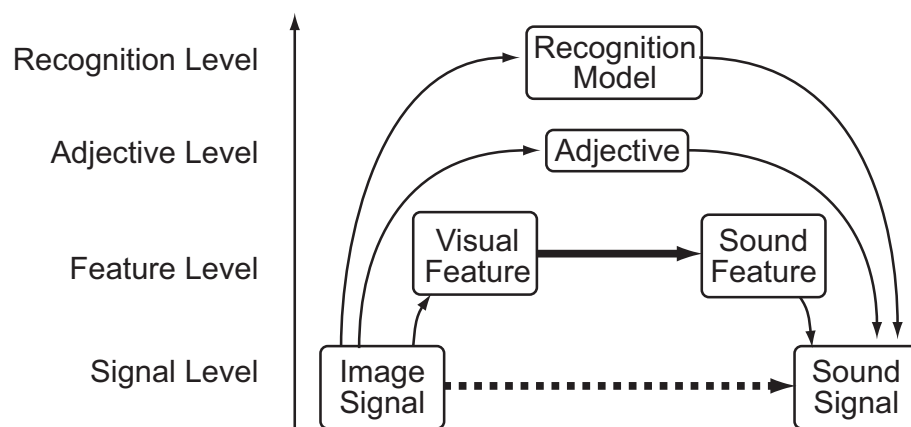 Recognition Level
Recognition
Model
Adjective Level
Adjective
Feature Level
Visual
Feature
Sound
Feature
Signal Level
Image
Signal
Sound
Signal